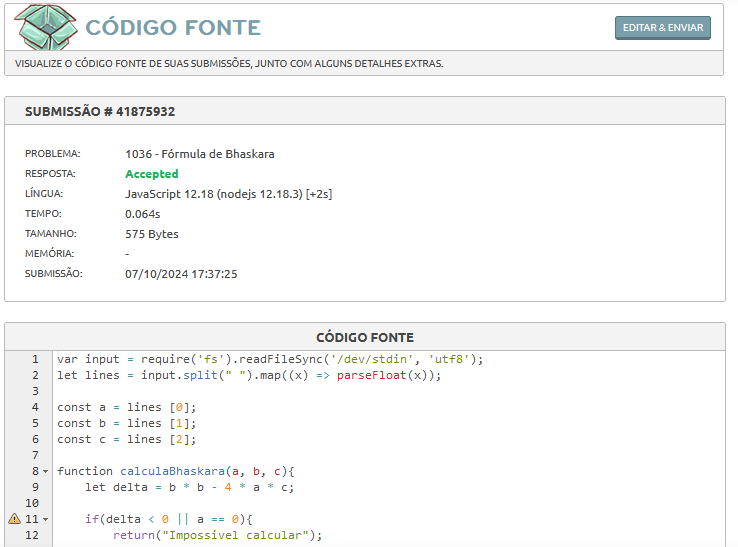 CÓDIGO FONTE
EDITAR & ENVIAR
VISUALIZE O CÓDIGO FONTE DE SUAS SUBMISSÕES, JUNTO COM ALGUNS DETALHES EXTRAS.
SUBMISSÃO # 41875932
PROBLEMA: 1036 - Fórmula de Bhaskara
RESPOSTA: Accepted
LÍNGUA: JavaScript 12.18 (nodejs 12.18.3) [+2s]
TEMPO: 0.064s
TAMANHO: 575 Bytes
MEMÓRIA: -
SUBMISSÃO: 07/10/2024 17:37:25
CÓDIGO FONTE
1 var input = require('fs').readFileSync('/dev/stdin', 'utf8');
2 let lines = input.split(" ").map((x) => parseFloat(x));
3
4 const a = lines [0];
5 const b = lines [1];
6 const c = lines [2];
7
8 function calculaBhaskara(a, b, c){
9     let delta = b * b - 4 * a * c;
10
11     if(delta < 0 || a == 0){
12         return("Impossivel calcular");